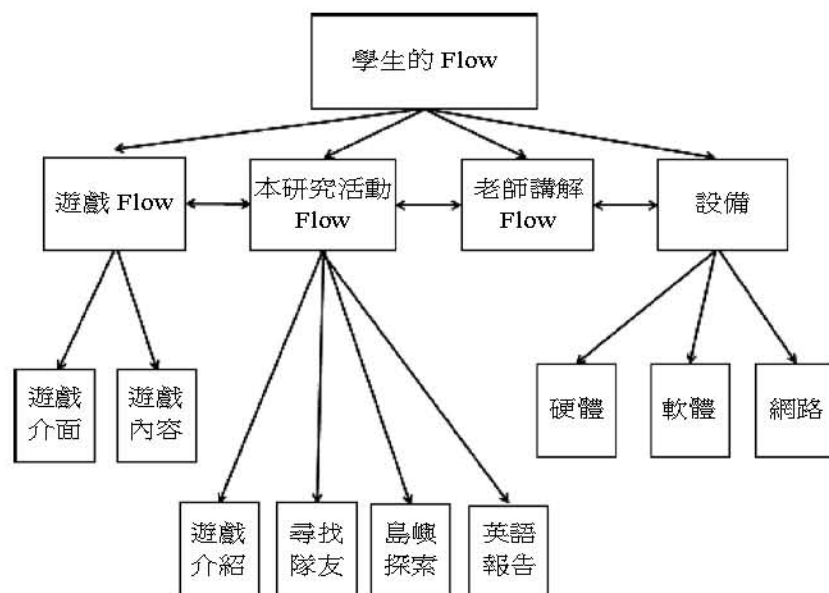 學生的 Flow
遊戲 Flow
本研究活動
Flow
老師講解
Flow
設備
遊戲
介面
遊戲
內容
硬體
軟體
網路
遊戲
介紹
尋找
隊友
島嶼
探索
英語
報告